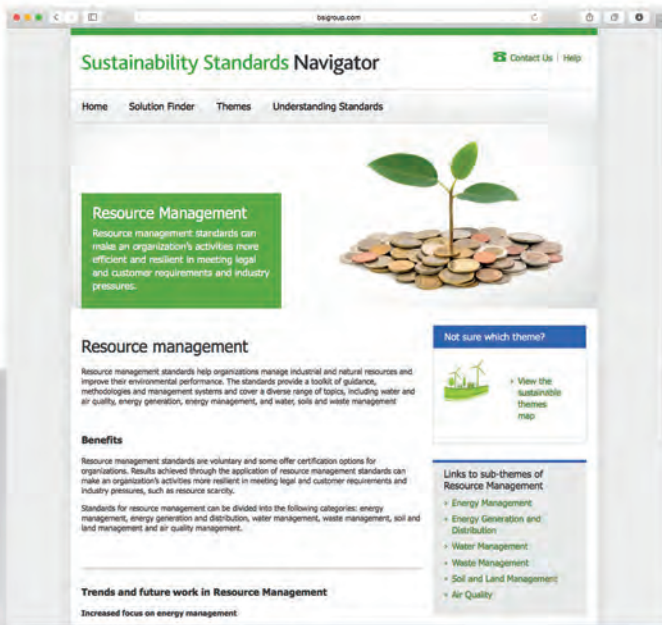 bsigroup.com
Sustainability Standards Navigator
Contact Us | Help
Home Solution Finder Themes Understanding Standards
Resource Management
Resource management standards can
make an organization's activities more
efficient and resilient in meeting legal
and customer requirements and industry
pressures.
Resource management
Resource management standards help organizations manage industrial and natural resources and
improve their environmental performance. The standards provide a toolkit of guidance,
methodologies and management systems and cover a diverse range of topics, including water and
air quality, energy generation, energy management, and water, soils and waste management
Benefits
Resource management standards are voluntary and some offer certification options for
organizations. Results achieved through the application of resource management standards can
make an organization's activities more resilient in meeting legal and customer requirements and
industry pressures, such as resource scarcity.
Standards for resource management can be divided into the following categories: energy
management, energy generation and distribution, water management, waste management, soil and
land management and air quality management.
Trends and future work in Resource Management
Increased focus on energy management
Not sure which theme?
View the
sustainable
themes
map
Links to sub-themes of
Resource Management
Energy Management
Energy Generation and
Distribution
Water Management
Waste Management
Soil and Land Management
Air Quality